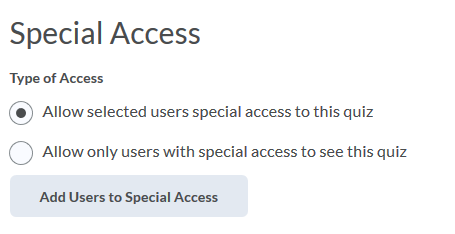 Special Access
Type of Access
Allow selected users special access to this quiz
Allow only users with special access to see this quiz
Add Users to Special Access